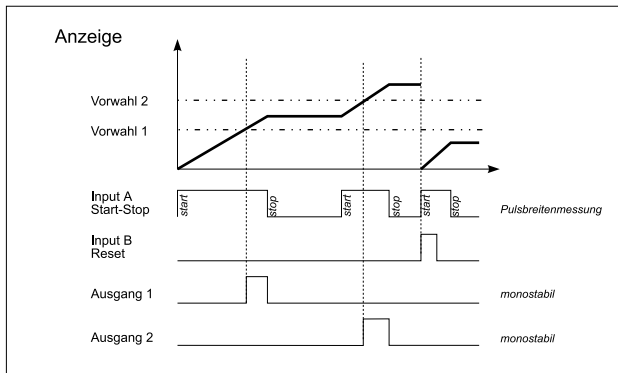 Anzeige
Vorwahl 2
Vorwahl 1
Input A
Start-Stop
start
stop
start
stop
start
stop
Pulsbreitenmessung
Input B
Reset
Ausgang 1
monostabil
Ausgang 2
monostabil